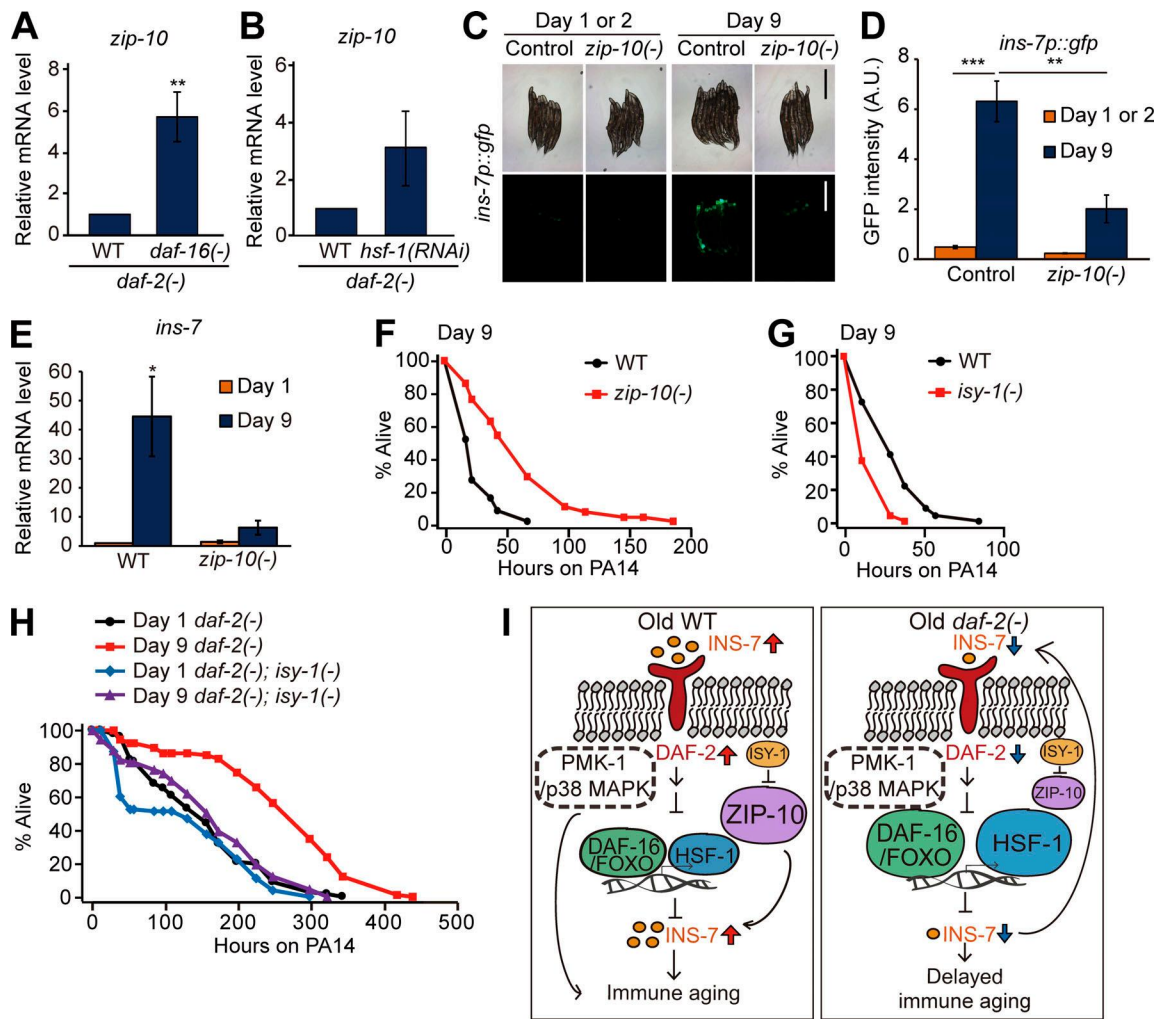 A
zip-10
Relative mRNA level
8
6
4
2
0
**
WT daf-16(-)
daf-2(-)
B
zip-10
Relative mRNA level
6
4
2
0
WT hsf-1(RNAi)
daf-2(-)
C
Day 1 or 2 Day 9
Control zip-10(-) Control zip-10(-)
ins-7p::gfp
D
ins-7p::gfp
GFP intensity (A.U.)
8
6
4
2
0
*** **
Day 1 or 2
Day 9
Control zip-10(-)
E
ins-7
Relative mRNA level
60
50
40
30
20
10
0
*
Day 1
Day 9
WT zip-10(-)
F
Day 9
% Alive
100
80
60
40
20
0
WT
zip-10(-)
0 50 100 150 200
Hours on PA14
G
Day 9
% Alive
100
80
60
40
20
0
WT
isy-1(-)
0 50 100
Hours on PA14
H
Day 1 daf-2(-)
Day 9 daf-2(-)
Day 1 daf-2(-); isy-1(-)
Day 9 daf-2(-); isy-1(-)
% Alive
100
80
60
40
20
0
0 100 200 300 400 500
Hours on PA14
I
Old WT
INS-7
PMK-1
/p38 MAPK
DAF-2
ISY-1
ZIP-10
DAF-16
/FOXO
HSF-1
INS-7
Immune aging
Old daf-2(-)
INS-7
PMK-1
/p38 MAPK
DAF-2
ISY-1
ZIP-10
DAF-16
/FOXO
HSF-1
INS-7
Delayed
immune aging